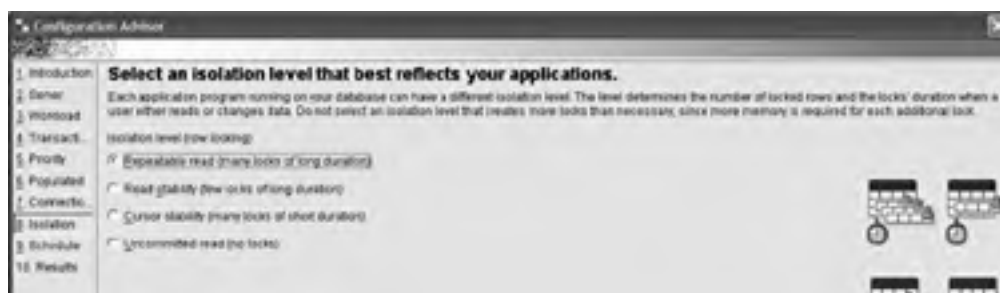 Configuration Advisor
1. Introduction
2. Server
3. Workload
4. Transacti...
5. Priority
6. Populated
7. Connectio...
8. Isolation
9. Schedule
10. Results
Select an isolation level that best reflects your applications.
Each application program running on your database can have a different isolation level. The level determines the number of locked rows and the locks' duration when a
user either reads or changes data. Do not select an isolation level that creates more locks than necessary, since more memory is required for each additional lock.
Isolation level (row locking)
Repeatable read (many locks of long duration)
Read stability (few locks of long duration)
Cursor stability (many locks of short duration)
Uncommitted read (no locks)